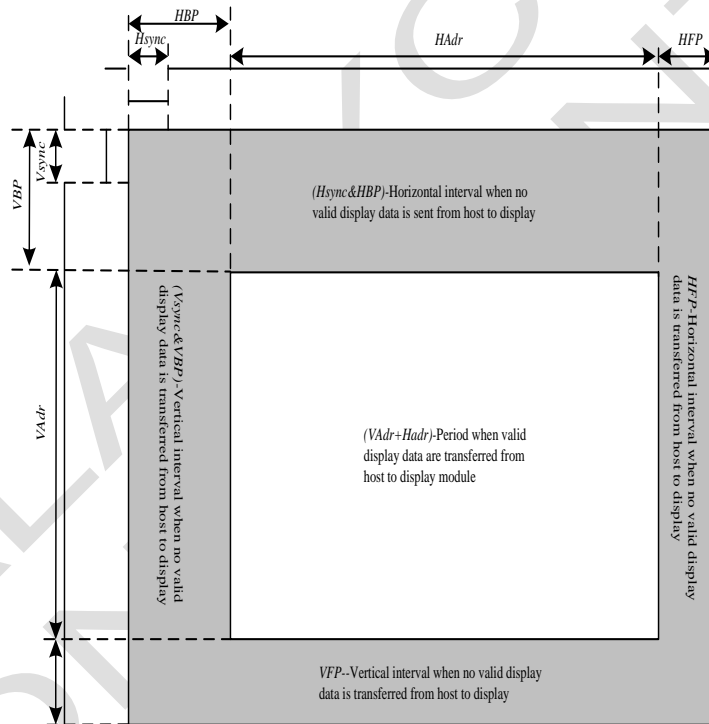 HBP
Hsync
HAdr
HFP
Vsync
VBP
(Hsync&HBP)-Horizontal interval when no
valid display data is sent from host to display
(Vsync&VBP)-Vertical interval when no valid
display data is transferred from host to display
HFP-Horizontal interval when no valid display
data is transferred from host to display
VAdr
(VAdr+Hadr)-Period when valid
display data are transferred from
host to display module
VFP--Vertical interval when no valid display
data is transferred from host to display